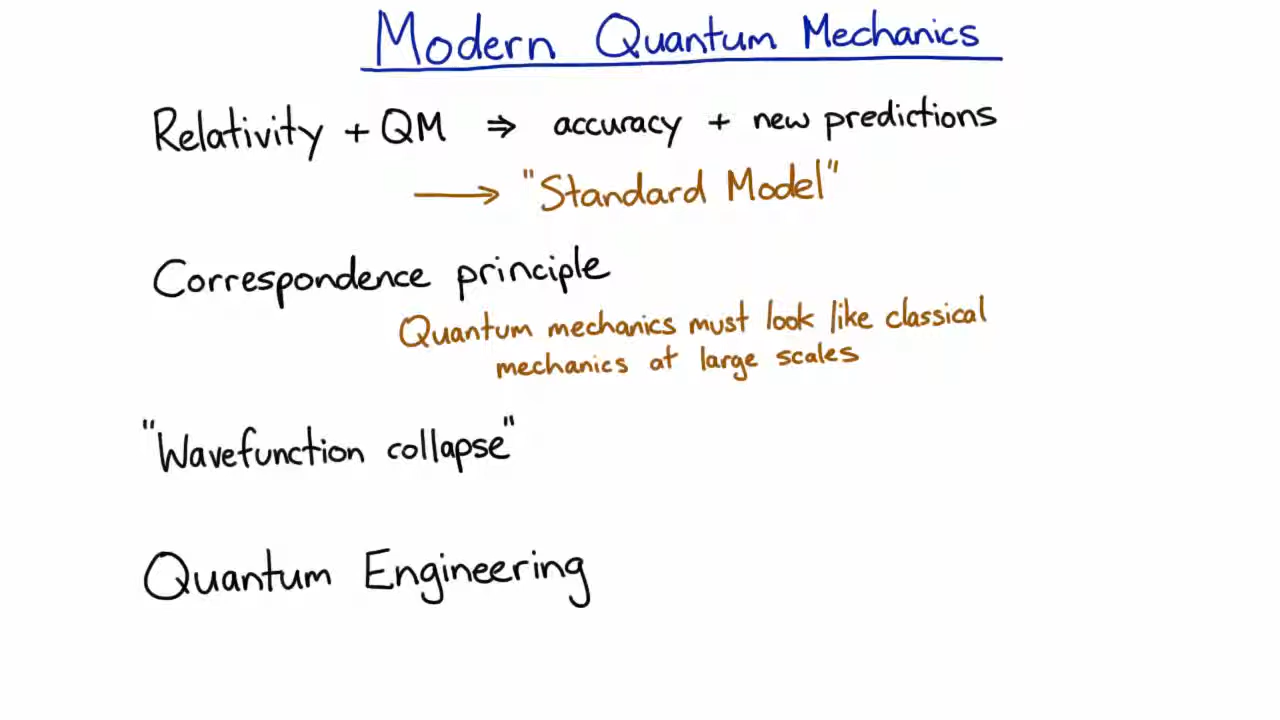 Modern Quantum Mechanics
Relativity + QM ⇒ accuracy + new predictions
→ "Standard Model"
Correspondence principle
Quantum mechanics must look like classical
mechanics at large scales
"Wavefunction collapse"
Quantum Engineering